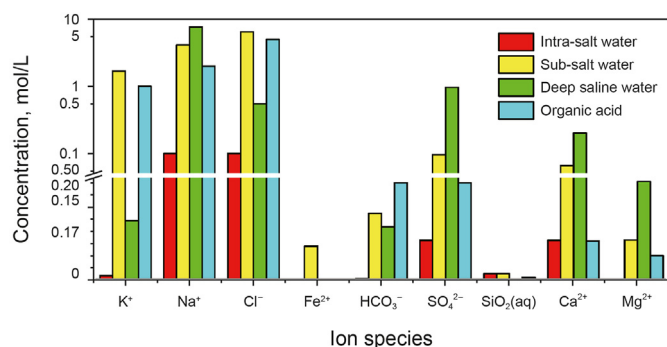 Concentration, mol/L
10
5
1
0.5
0.1
0.50
0.20
0.15
0.17
0
Intra-salt water
Sub-salt water
Deep saline water
Organic acid
K⁺ Na⁺ Cl⁻ Fe²⁺ HCO₃⁻ SO₄²⁻ SiO₂(aq) Ca²⁺ Mg²⁺
Ion species